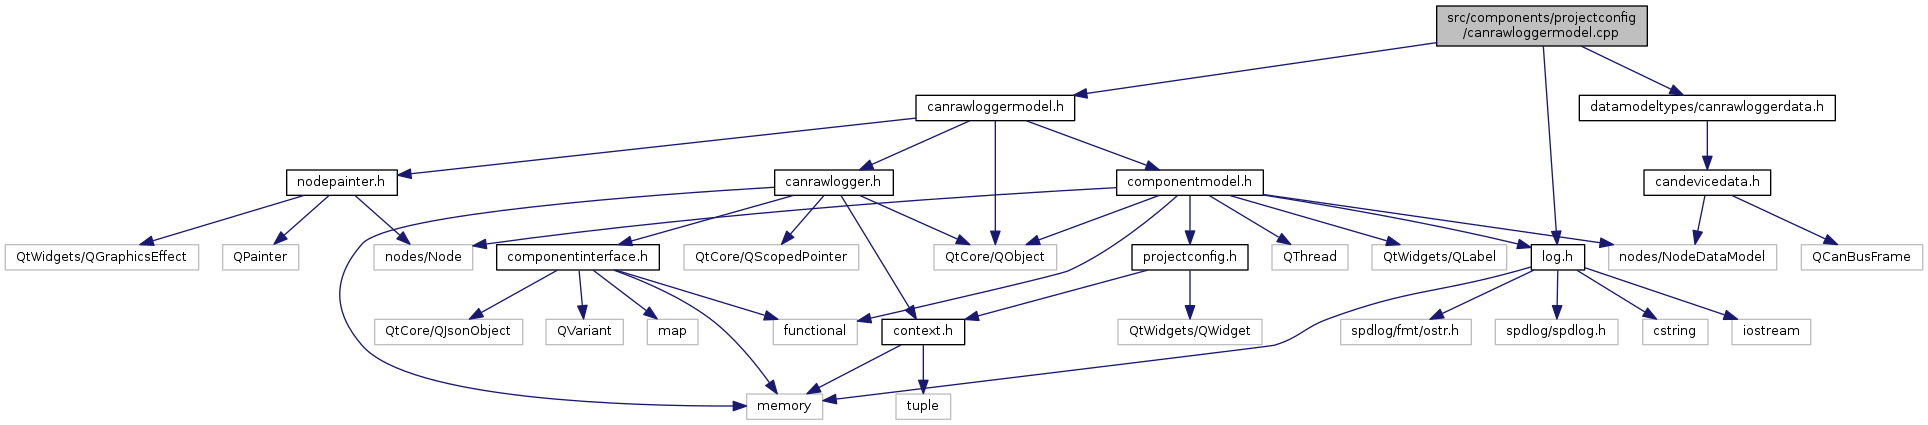 src/components/projectconfig
/canrawloggermodel.cpp
canrawloggermodel.h
datamodeltypes/canrawloggerdata.h
nodepainter.h
canrawlogger.h
componentmodel.h
candevicedata.h
QtWidgets/QGraphicsEffect
QPainter
nodes/Node
componentinterface.h
QtCore/QScopedPointer
QtCore/QObject
projectconfig.h
QThread
QtWidgets/QLabel
log.h
nodes/NodeDataModel
QCanBusFrame
QtCore/QJsonObject
QVariant
map
functional
context.h
QtWidgets/QWidget
spdlog/fmt/ostr.h
spdlog/spdlog.h
cstring
iostream
memory
tuple